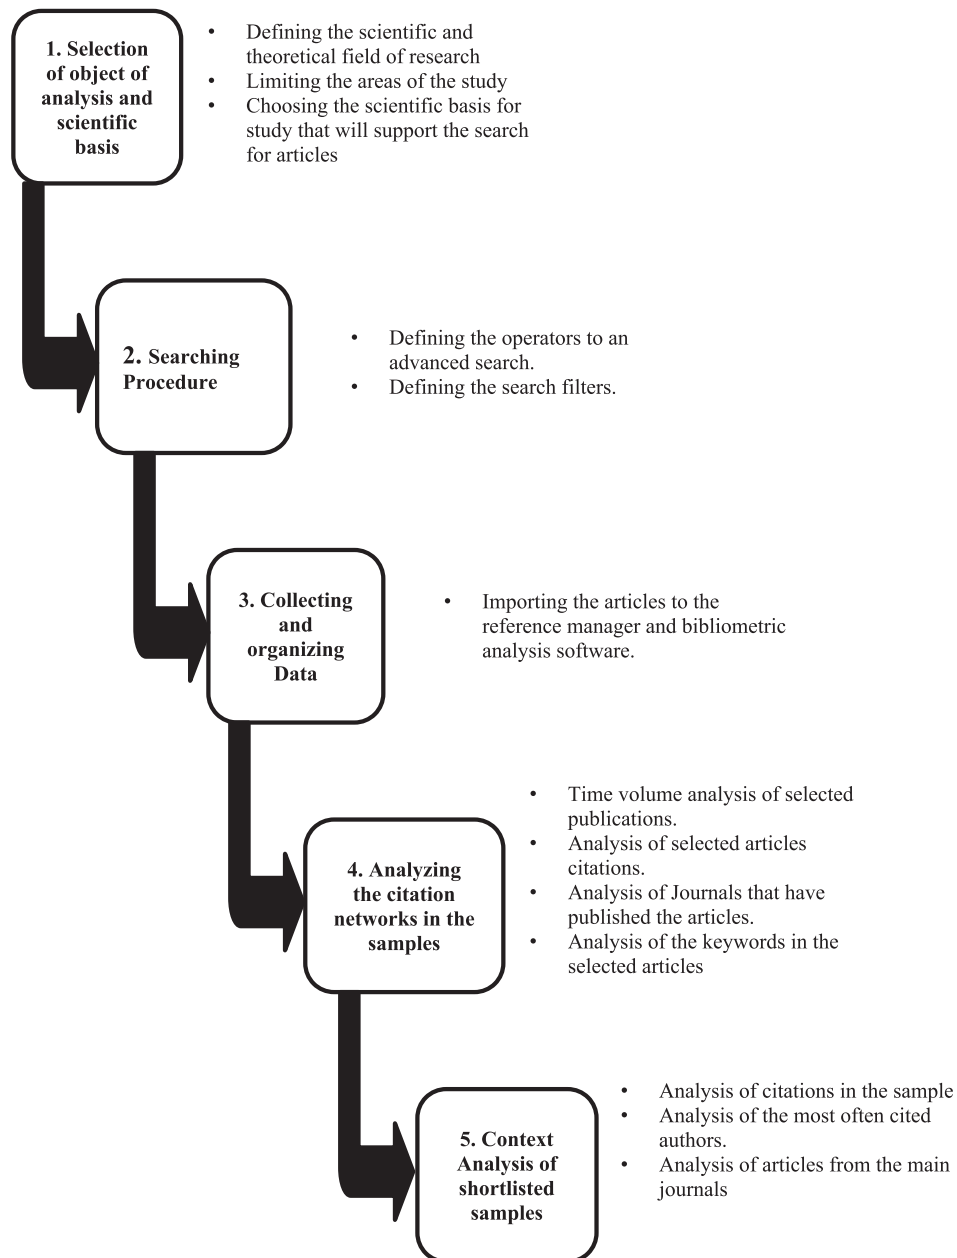 1. Selection
of object of
analysis and
scientific
basis
• Defining the scientific and
theoretical field of research
• Limiting the areas of the study
• Choosing the scientific basis for
study that will support the search
for articles
2. Searching
Procedure
• Defining the operators to an
advanced search.
• Defining the search filters.
3. Collecting
and
organizing
Data
• Importing the articles to the
reference manager and bibliometric
analysis software.
4. Analyzing
the citation
networks in the
samples
• Time volume analysis of selected
publications.
• Analysis of selected articles
citations.
• Analysis of Journals that have
published the articles.
• Analysis of the keywords in the
selected articles
5. Context
Analysis of
shortlisted
samples
• Analysis of citations in the sample
• Analysis of the most often cited
authors.
• Analysis of articles from the main
journals